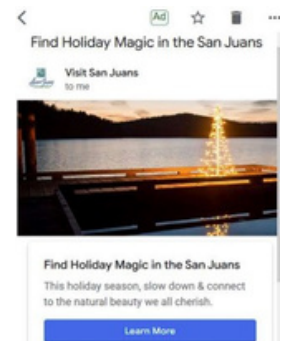 Ad
Find Holiday Magic in the San Juans
Visit San Juans
to me
Find Holiday Magic in the San Juans
This holiday season, slow down & connect
to the natural beauty we all cherish.
Learn More